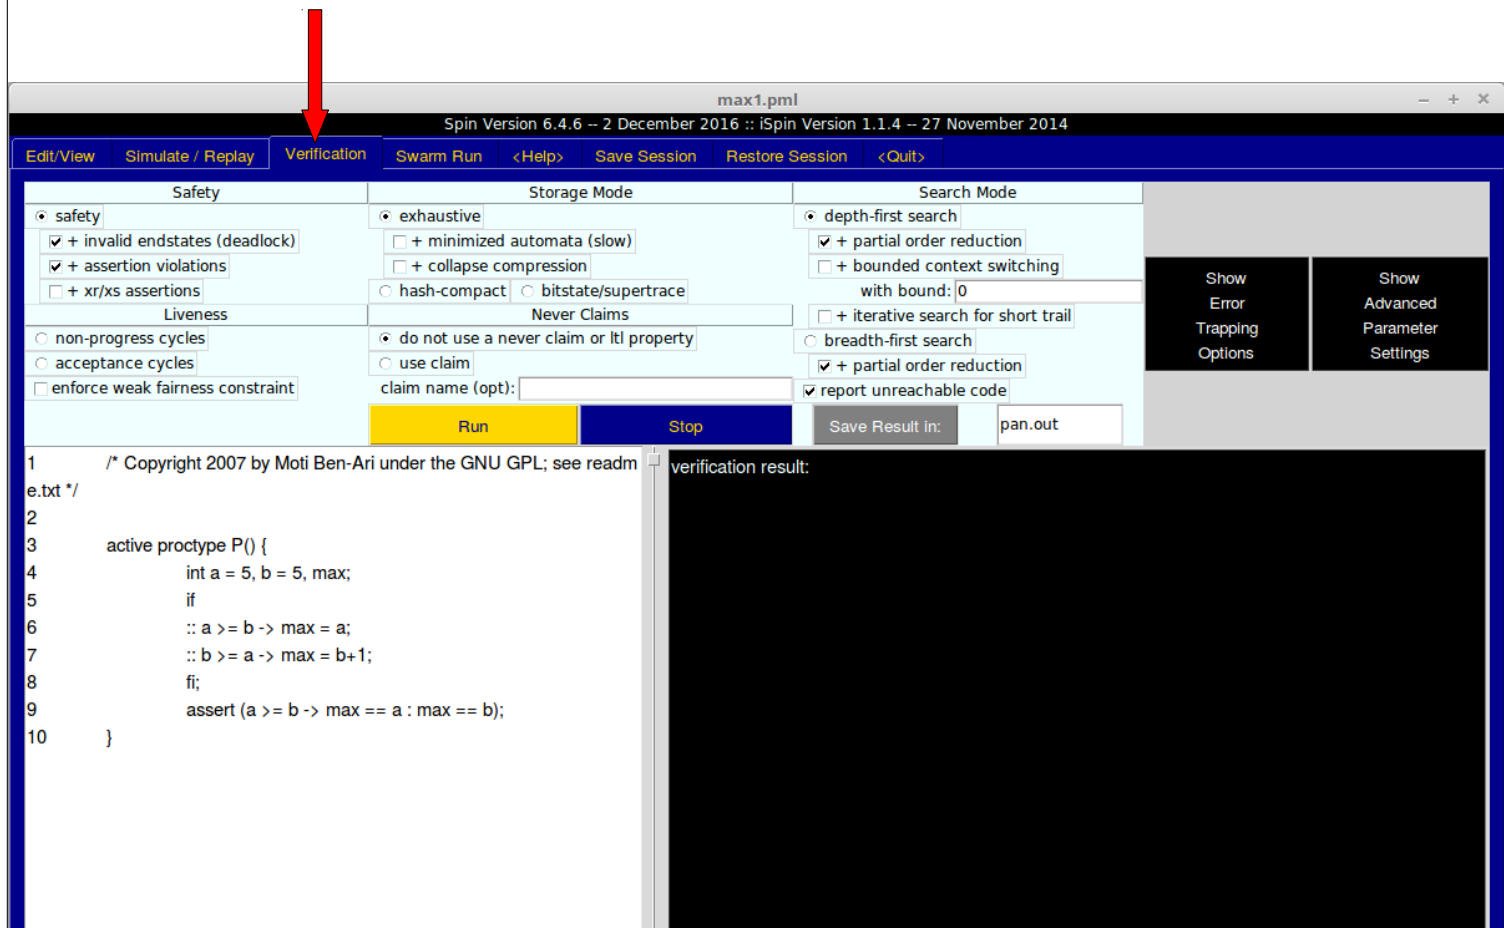 max1.pml
Spin Version 6.4.6 -- 2 December 2016 :: iSpin Version 1.1.4 -- 27 November 2014
Edit/View Simulate / Replay Verification Swarm Run <Help> Save Session Restore Session <Quit>
Safety
safety
+ invalid endstates (deadlock)
+ assertion violations
+ xr/xs assertions
Liveness
non-progress cycles
acceptance cycles
enforce weak fairness constraint
Storage Mode
exhaustive
+ minimized automata (slow)
+ collapse compression
hash-compact bitstate/supertrace
Never Claims
do not use a never claim or ltl property
use claim
claim name (opt):
Search Mode
depth-first search
+ partial order reduction
+ bounded context switching
with bound: 0
+ iterative search for short trail
breadth-first search
+ partial order reduction
report unreachable code
Show
Error
Trapping
Options
Show
Advanced
Parameter
Settings
Run Stop Save Result in: pan.out
1 /* Copyright 2007 by Moti Ben-Ari under the GNU GPL; see readm
e.txt */
2
3 active proctype P() {
4 int a = 5, b = 5, max;
5 if
6 :: a >= b -> max = a;
7 :: b >= a -> max = b+1;
8 fi;
9 assert (a >= b -> max == a : max == b);
10 }
verification result: